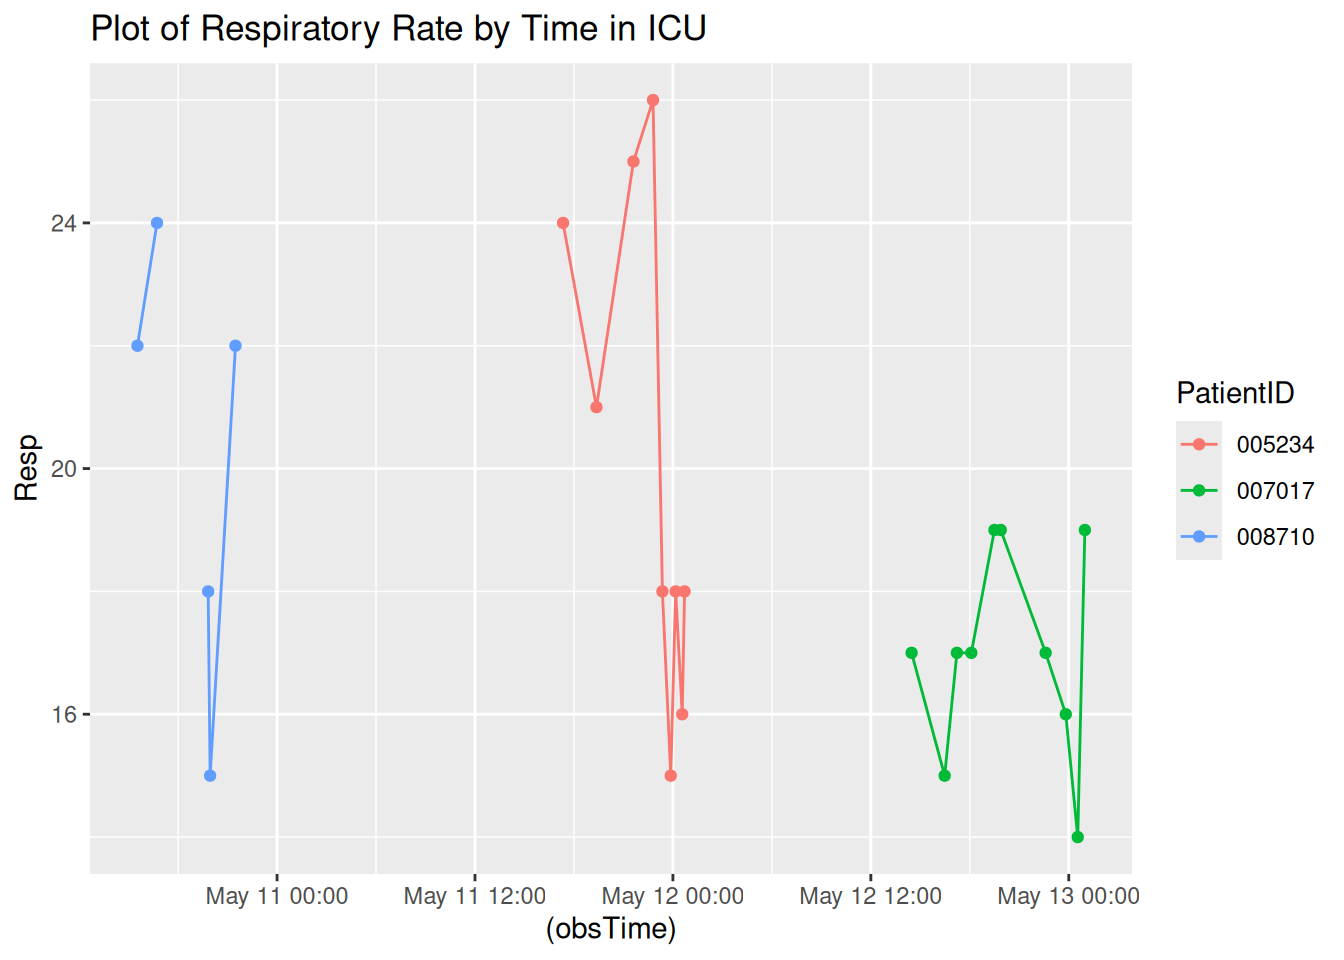 Plot of Respiratory Rate by Time in ICU
24
20
16
Resp
May 11 00:00 May 11 12:00 May 12 00:00 May 12 12:00 May 13 00:00
(obsTime)
PatientID
005234
007017
008710